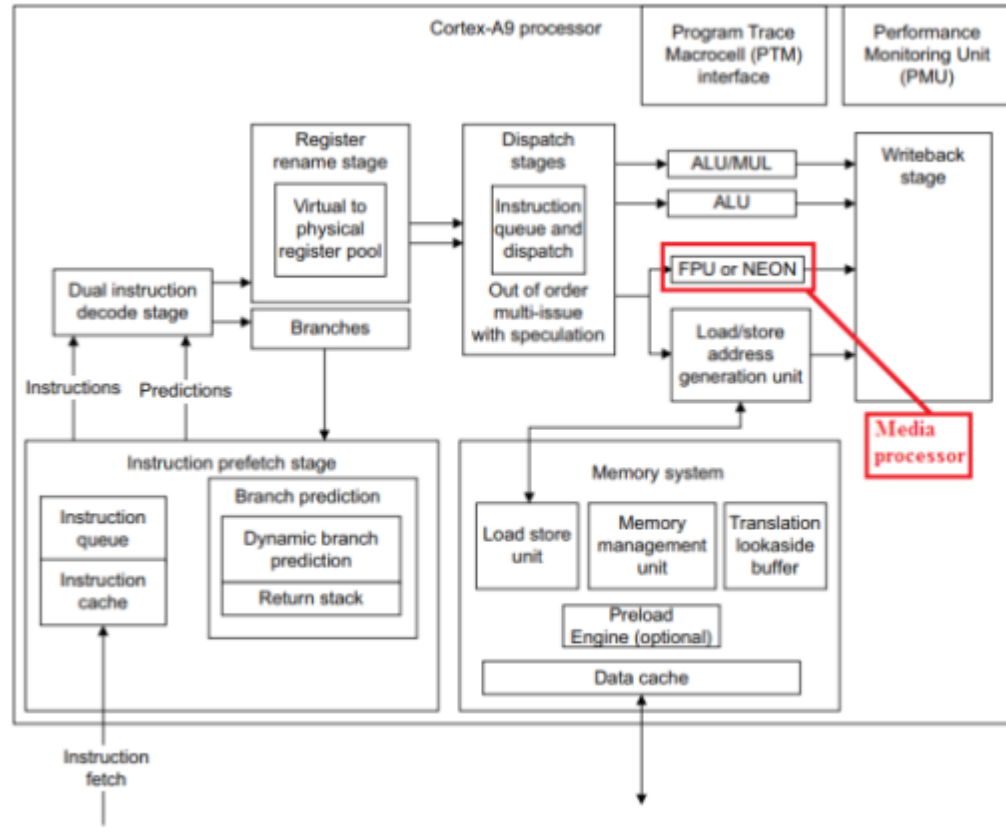 Cortex-A9 processor
Program Trace
Macrocell (PTM)
interface
Performance
Monitoring Unit
(PMU)
Register
rename stage
Virtual to
physical
register pool
Dispatch
stages
Instruction
queue and
dispatch
Out of order
multi-issue
with speculation
ALU/MUL
ALU
FPU or NEON
Load/store
address
generation unit
Writeback
stage
Dual instruction
decode stage
Branches
Instructions
Predictions
Media
processor
Instruction prefetch stage
Instruction
queue
Instruction
cache
Branch prediction
Dynamic branch
prediction
Return stack
Memory system
Load store
unit
Memory
management
unit
Translation
lookaside
buffer
Preload
Engine (optional)
Data cache
Instruction
fetch